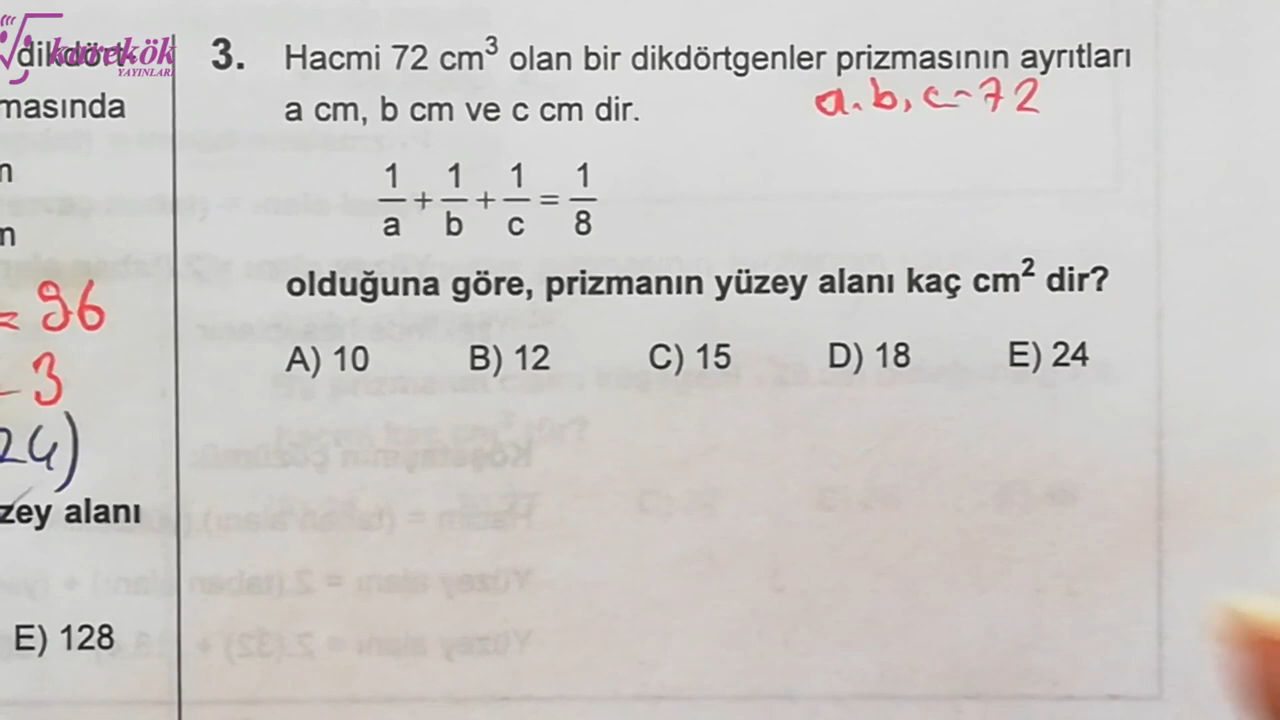 karekök
YAYINLARI
dikdört-
masında
n
n
= 96
- 3
24)
zey alanı
E) 128
3. Hacmi 72 cm³ olan bir dikdörtgenler prizmasının ayrıtları
a cm, b cm ve c cm dir.
a.b,c-72
1/a + 1/b + 1/c = 1/8
olduğuna göre, prizmanın yüzey alanı kaç cm² dir?
A) 10 B) 12 C) 15 D) 18 E) 24